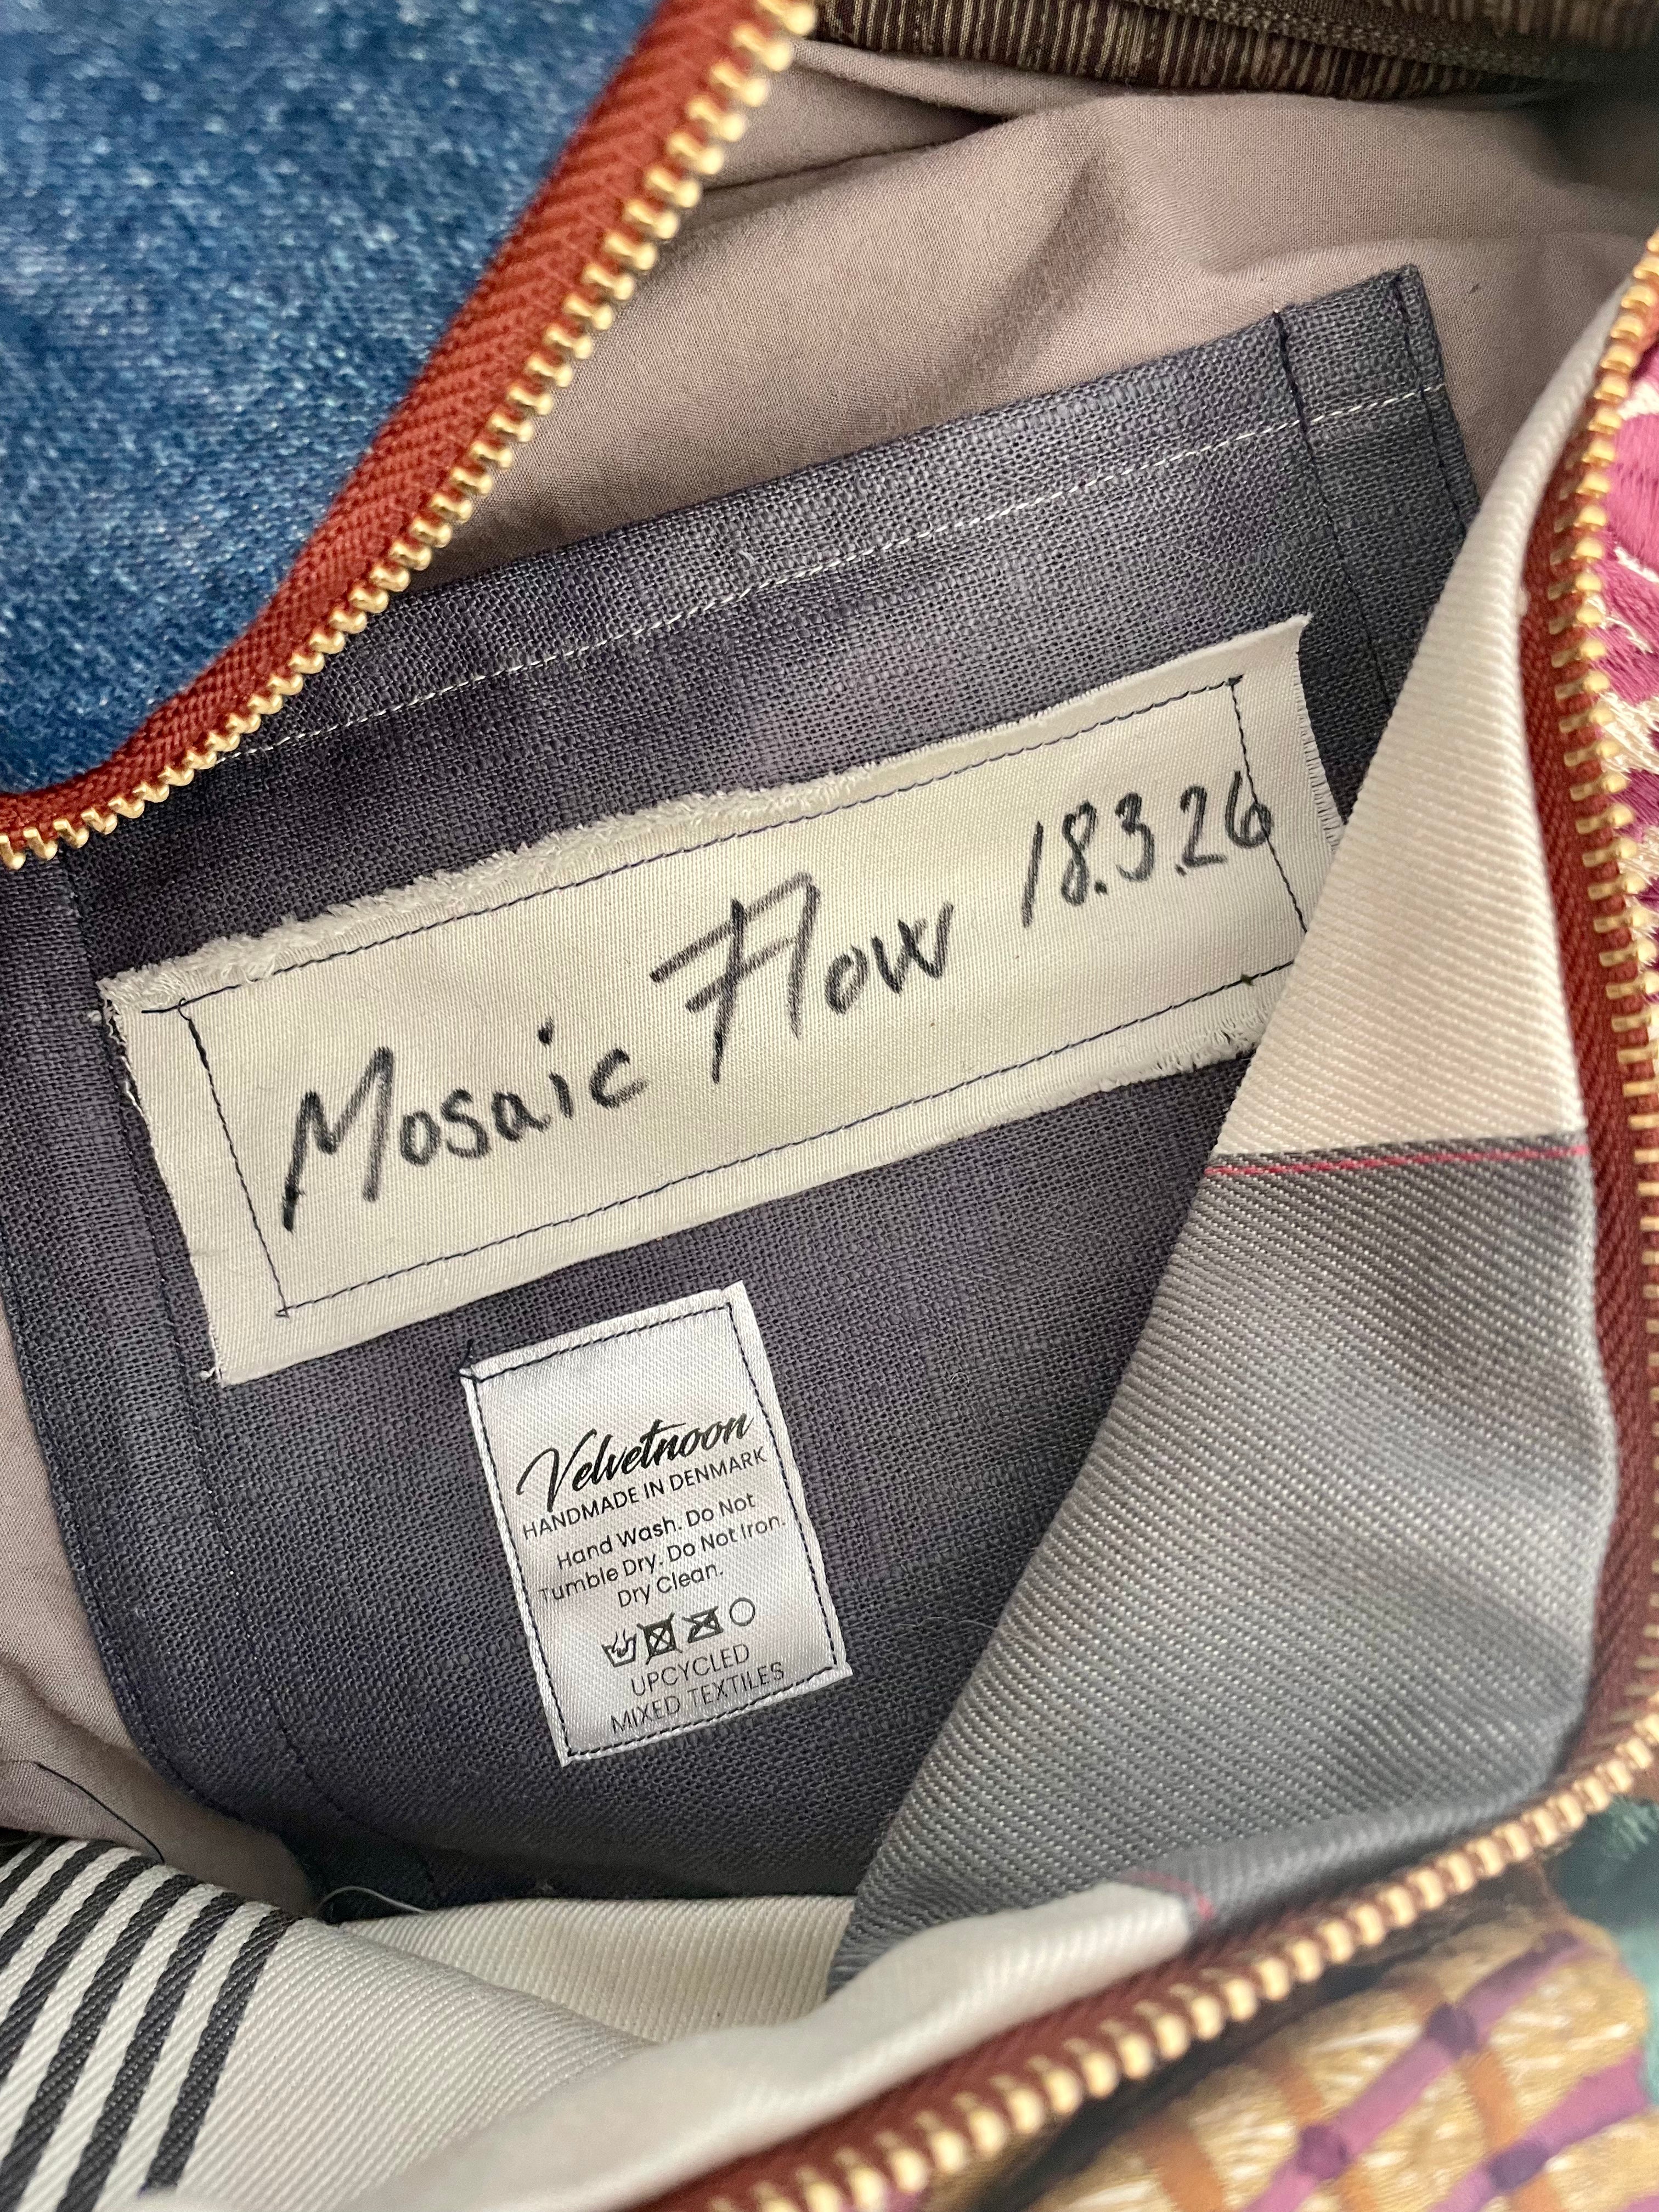 Mosaic Flow 18.3.26
Velvetnoon
HANDMADE IN DENMARK
Hand Wash. Do Not
Tumble Dry. Do Not Iron.
Dry Clean.
UPCYCLED
MIXED TEXTILES